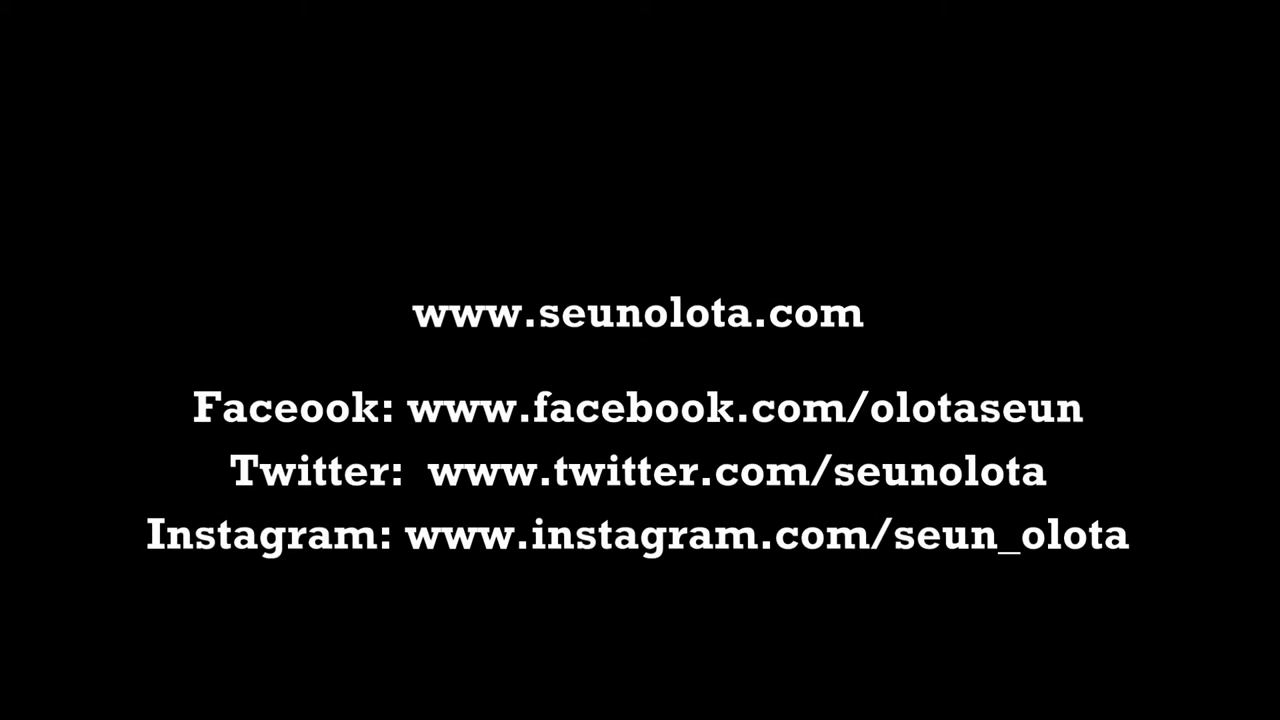 www.seunolota.com
Faceook: www.facebook.com/olotaseun
Twitter: www.twitter.com/seunolota
Instagram: www.instagram.com/seun_olota